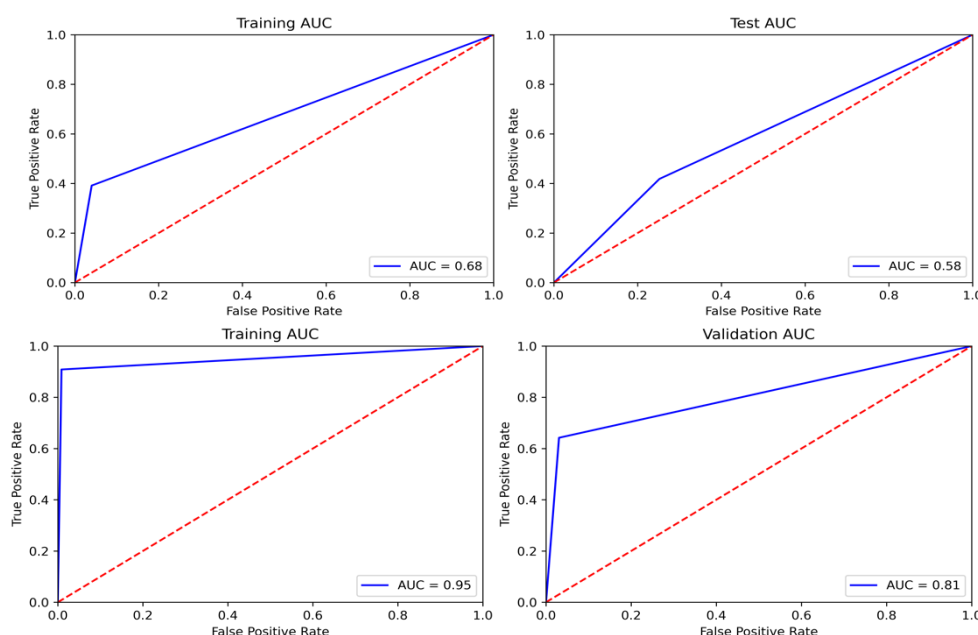 Training AUC
1.0
0.8
0.6
0.4
0.2
0.0
True Positive Rate
AUC = 0.68
0.0 0.2 0.4 0.6 0.8 1.0
False Positive Rate
Test AUC
1.0
0.8
0.6
0.4
0.2
0.0
True Positive Rate
AUC = 0.58
0.0 0.2 0.4 0.6 0.8 1.0
False Positive Rate
Training AUC
1.0
0.8
0.6
0.4
0.2
0.0
True Positive Rate
AUC = 0.95
0.0 0.2 0.4 0.6 0.8 1.0
False Positive Rate
Validation AUC
1.0
0.8
0.6
0.4
0.2
0.0
True Positive Rate
AUC = 0.81
0.0 0.2 0.4 0.6 0.8 1.0
False Positive Rate